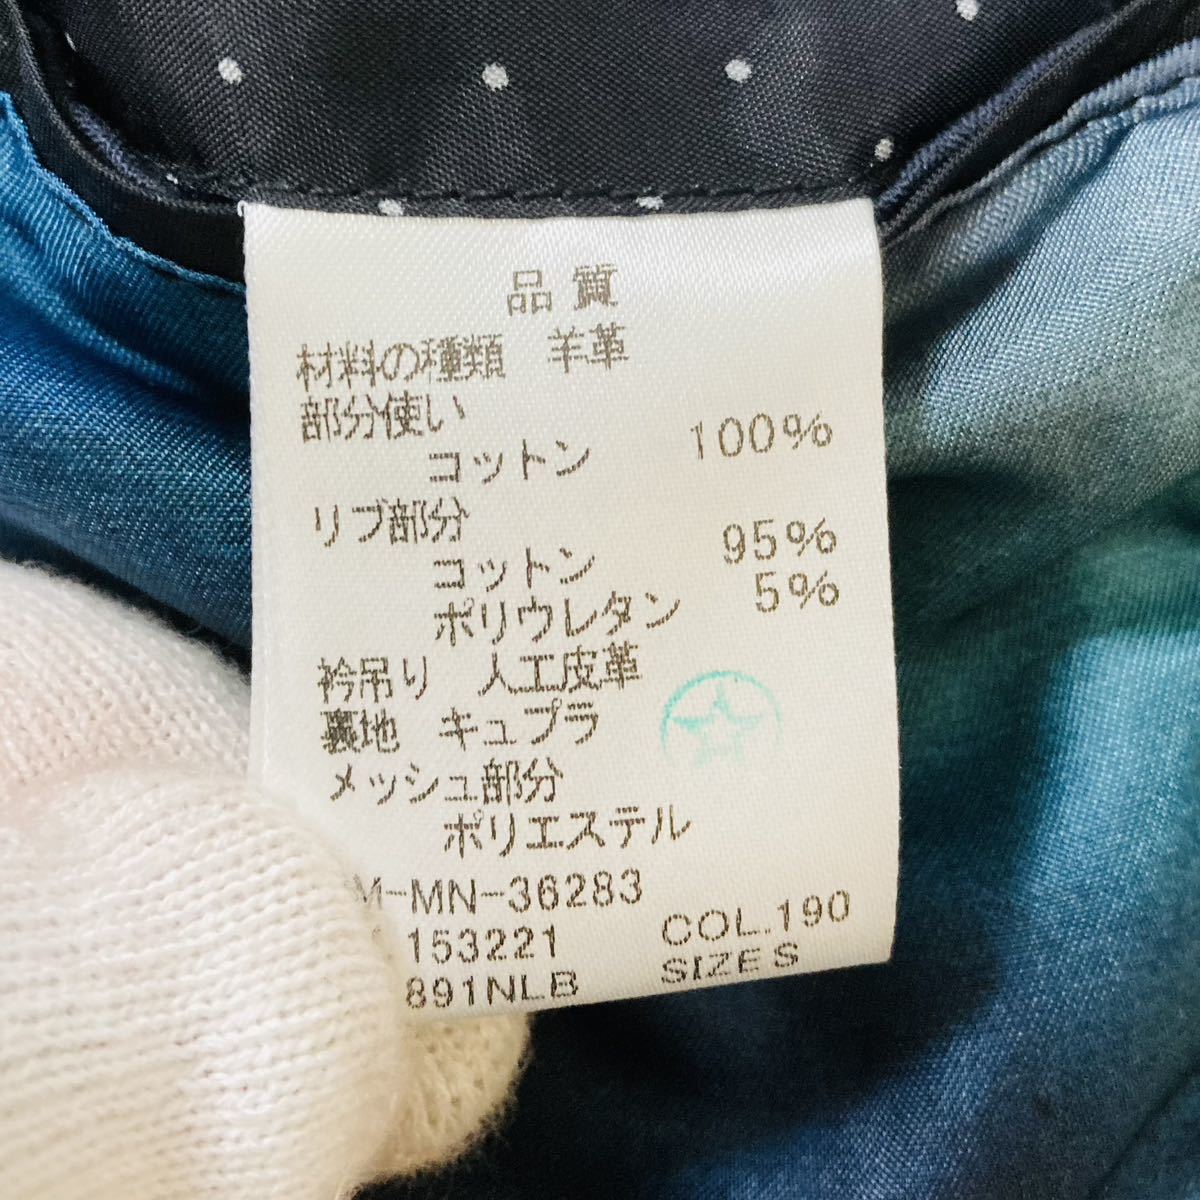 品質
材料の種類 羊革
部分使い
コットン 100%
リブ部分
コットン 95%
ポリウレタン 5%
衿吊り 人工皮革
裏地 キュプラ
メッシュ部分
ポリエステル
M-MN-36283
153221 COL.190
891NLB SIZE S